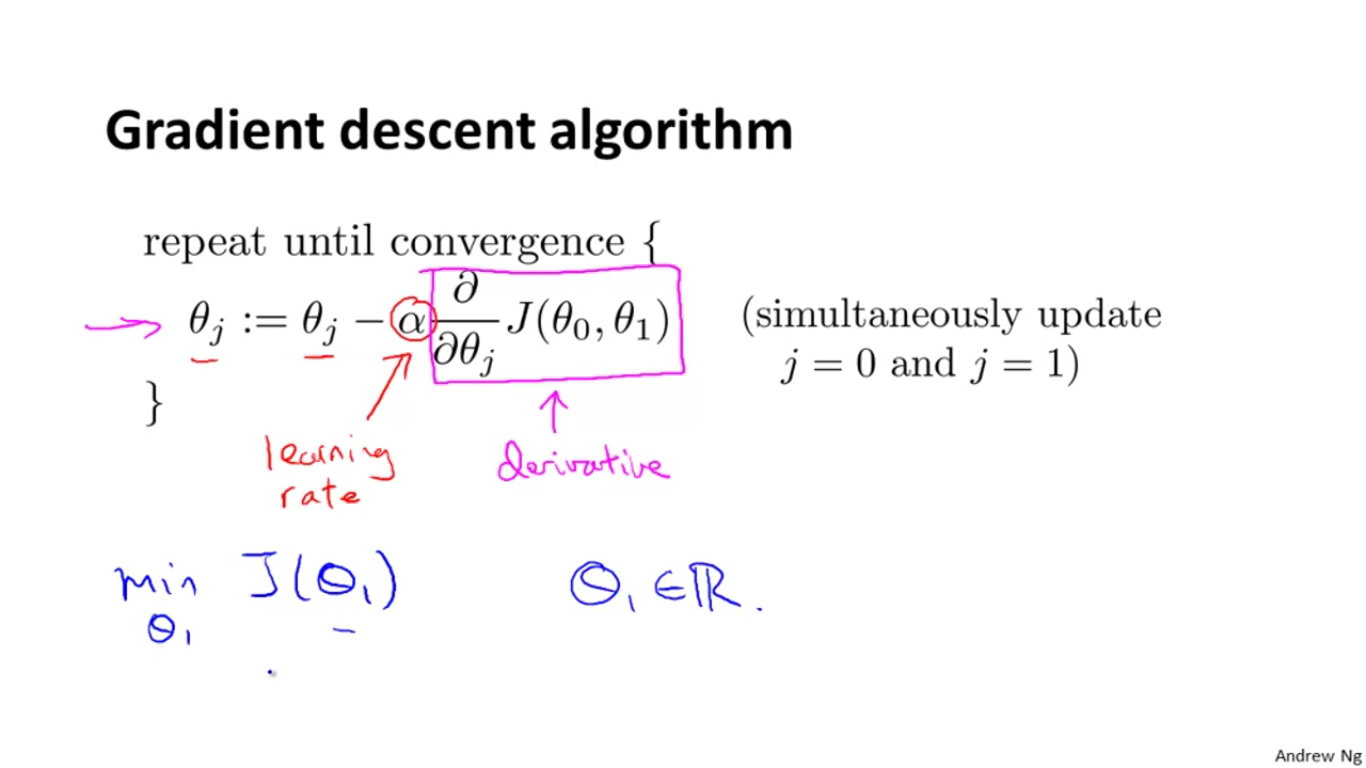 Gradient descent algorithm
repeat until convergence {
θj := θj − α ∂/∂θj J(θ0, θ1)
(simultaneously update
j = 0 and j = 1)
}
learning
rate
derivative
min J(θ1)
θ1
θ1 ∈ ℝ.
Andrew Ng